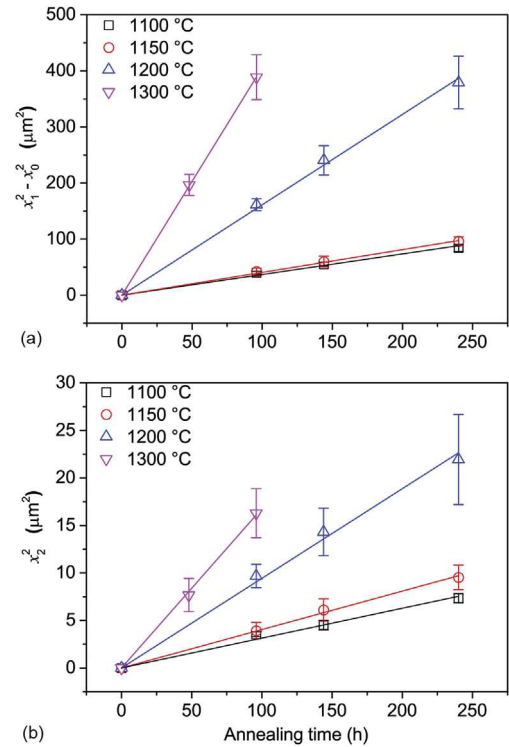 500
400
300
200
100
0
x₁² - x₀² (μm²)
1100 °C
1150 °C
1200 °C
1300 °C
0 50 100 150 200 250
(a)
30
25
20
15
10
5
0
x₂² (μm²)
1100 °C
1150 °C
1200 °C
1300 °C
0 50 100 150 200 250
(b)
Annealing time (h)